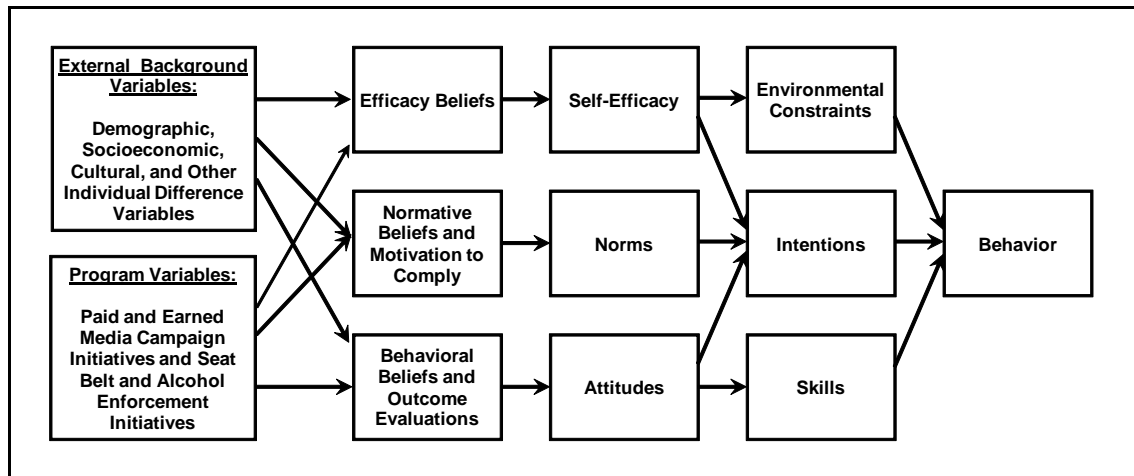 External Background
Variables:
Demographic,
Socioeconomic,
Cultural, and Other
Individual Difference
Variables
Program Variables:
Paid and Earned
Media Campaign
Initiatives and Seat
Belt and Alcohol
Enforcement
Initiatives
Efficacy Beliefs
Normative
Beliefs and
Motivation to
Comply
Behavioral
Beliefs and
Outcome
Evaluations
Self-Efficacy
Norms
Attitudes
Environmental
Constraints
Intentions
Skills
Behavior